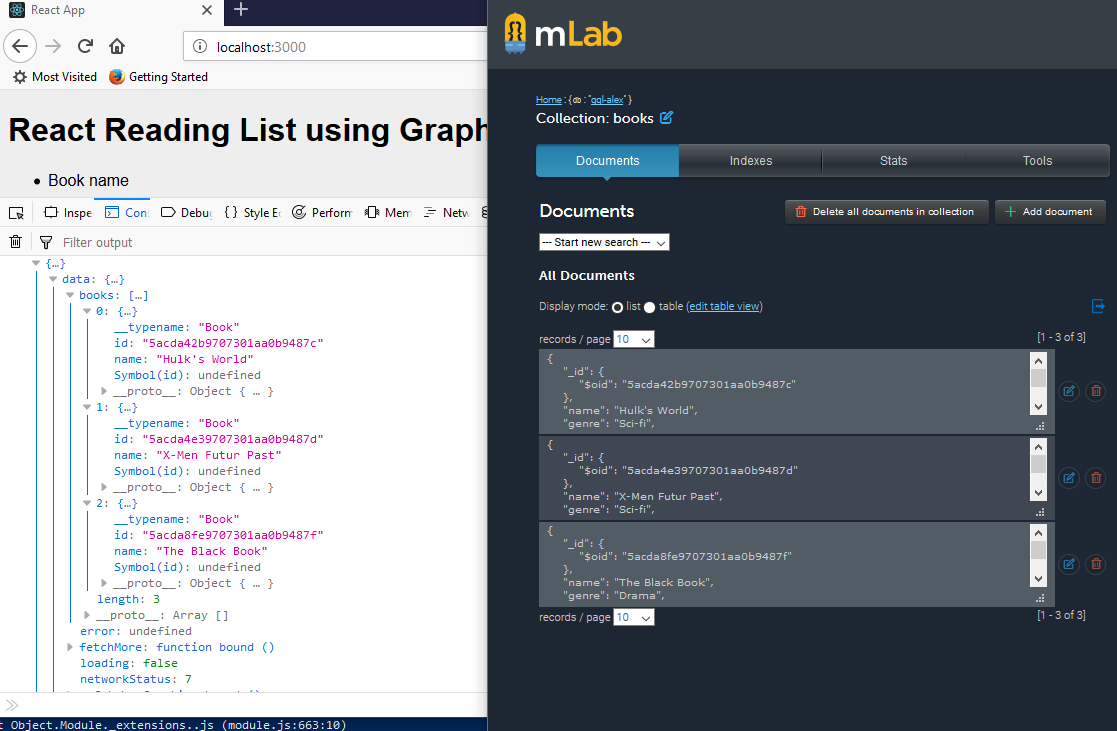 React App
localhost:3000
Most Visited Getting Started
React Reading List using Graph
Book name
Inspe Con Debu { } Style E Perform Mem Netw
Filter output
{…}
data: {…}
books: […]
0: {…}
__typename: "Book"
id: "5acda42b9707301aa0b9487c"
name: "Hulk's World"
Symbol(id): undefined
__proto__: Object { … }
1: {…}
__typename: "Book"
id: "5acda4e39707301aa0b9487d"
name: "X-Men Futur Past"
Symbol(id): undefined
__proto__: Object { … }
2: {…}
__typename: "Book"
id: "5acda8fe9707301aa0b9487f"
name: "The Black Book"
Symbol(id): undefined
__proto__: Object { … }
length: 3
__proto__: Array []
error: undefined
fetchMore: function bound ()
loading: false
networkStatus: 7
t Object.Module._extensions..js (module.js:663:10)
mLab
Home : { db : "gql-alex" }
Collection: books
Documents Indexes Stats Tools
Documents
Delete all documents in collection
Add document
--- Start new search ---
All Documents
Display mode: list table (edit table view)
records / page 10 [1 - 3 of 3]
{
"_id": {
"$oid": "5acda42b9707301aa0b9487c"
},
"name": "Hulk's World",
"genre": "Sci-fi",
{
"_id": {
"$oid": "5acda4e39707301aa0b9487d"
},
"name": "X-Men Futur Past",
"genre": "Sci-fi",
{
"_id": {
"$oid": "5acda8fe9707301aa0b9487f"
},
"name": "The Black Book",
"genre": "Drama",
records / page 10 [1 - 3 of 3]